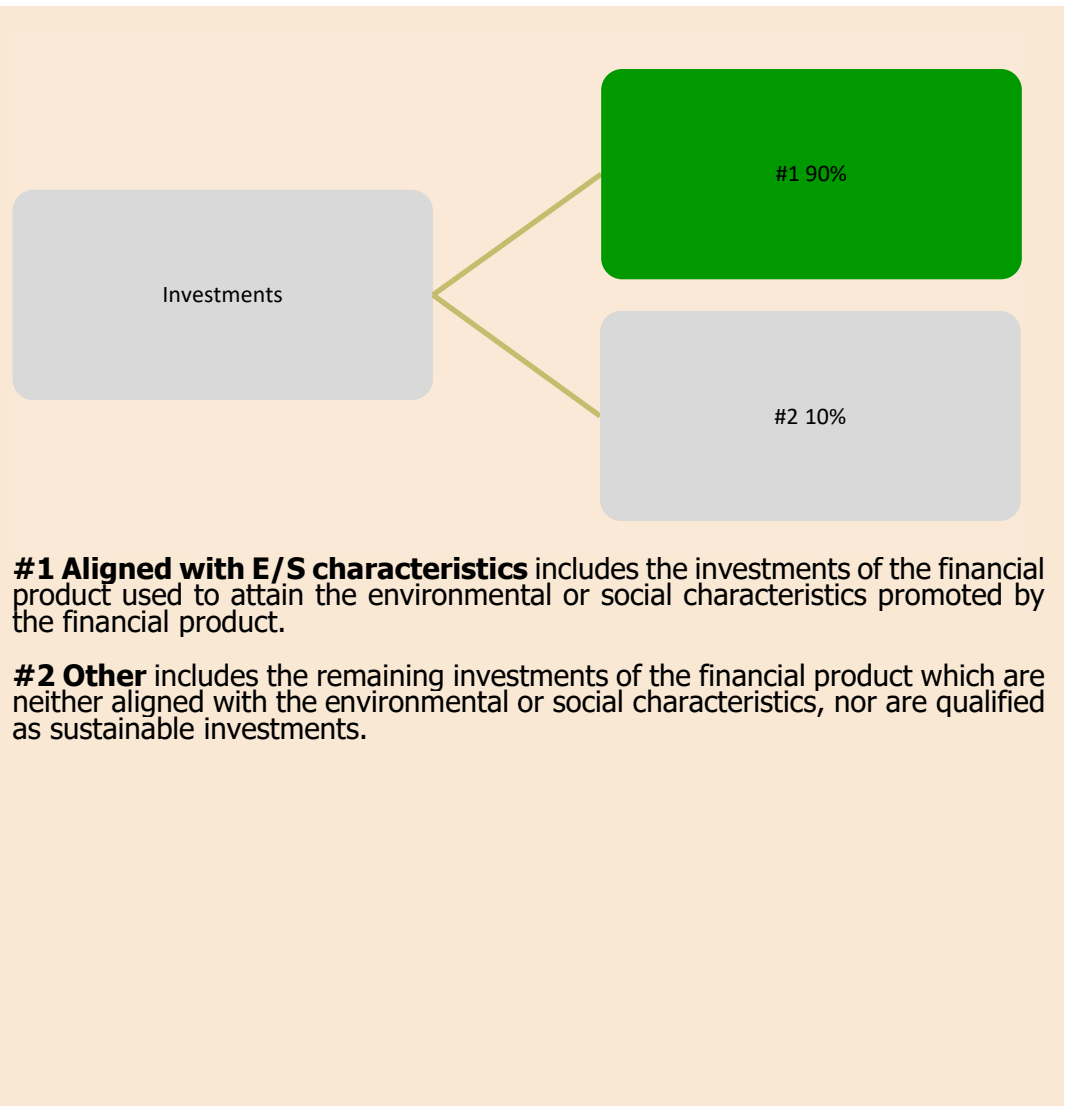 #1 90%
Investments
#2 10%
#1 Aligned with E/S characteristics includes the investments of the financial
product used to attain the environmental or social characteristics promoted by
the financial product.
#2 Other includes the remaining investments of the financial product which are
neither aligned with the environmental or social characteristics, nor are qualified
as sustainable investments.